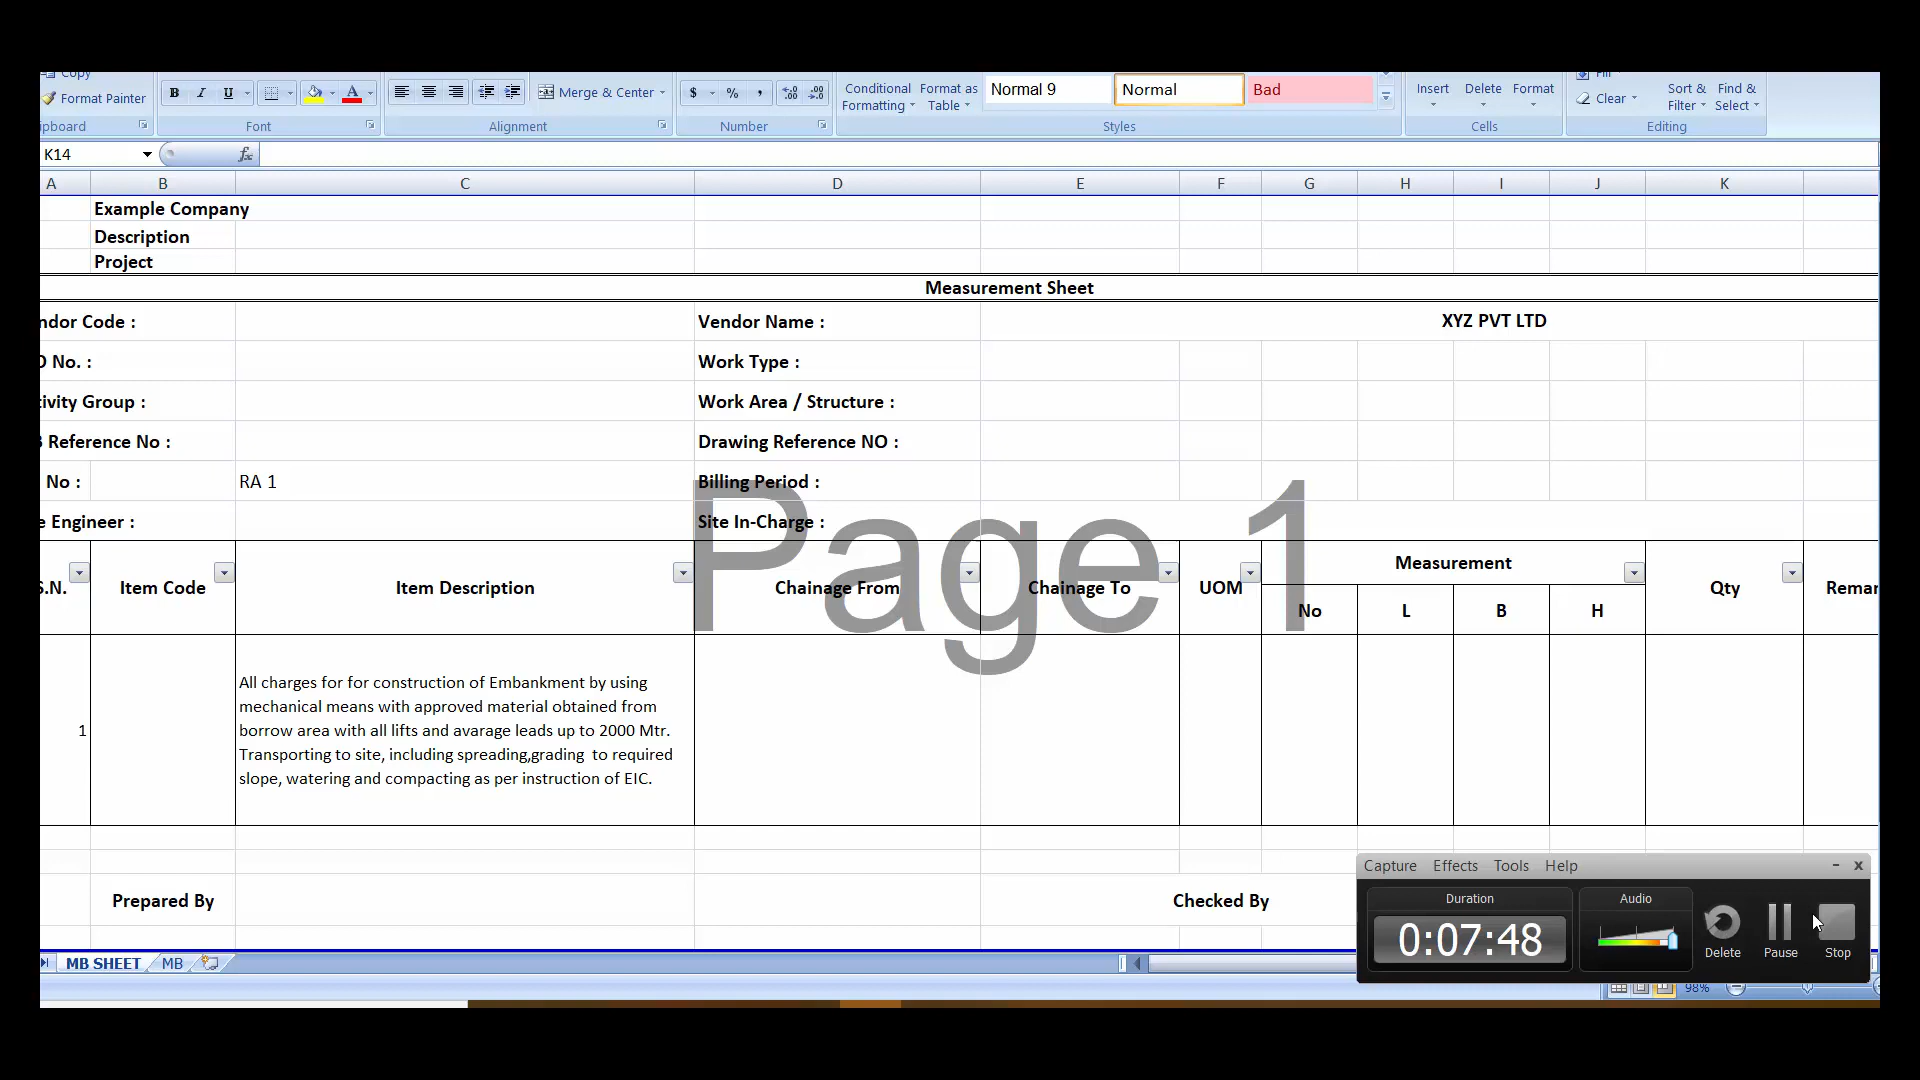 Copy
Format Painter
B I U A
Merge & Center
$ % ,
Conditional Formatting
Format as Table
Normal 9
Normal
Bad
Insert
Delete
Format
Fill
Clear
Sort & Filter
Find & Select
ipboard
Font
Alignment
Number
Styles
Cells
Editing
K14
fx
A B C D E F G H I J K
Example Company
Description
Project
Measurement Sheet
ndor Code :
Vendor Name :
XYZ PVT LTD
O No. :
Work Type :
tivity Group :
Work Area / Structure :
B Reference No :
Drawing Reference NO :
No :
RA 1
Billing Period :
e Engineer :
Site In-Charge :
Page 1
S.N.
Item Code
Item Description
Chainage From
Chainage To
UOM
Measurement
No L B H
Qty
Remar
1
All charges for for construction of Embankment by using
mechanical means with approved material obtained from
borrow area with all lifts and avarage leads up to 2000 Mtr.
Transporting to site, including spreading,grading to required
slope, watering and compacting as per instruction of EIC.
Prepared By
Checked By
Capture Effects Tools Help
Duration
Audio
0:07:48
Delete
Pause
Stop
MB SHEET
MB
98%